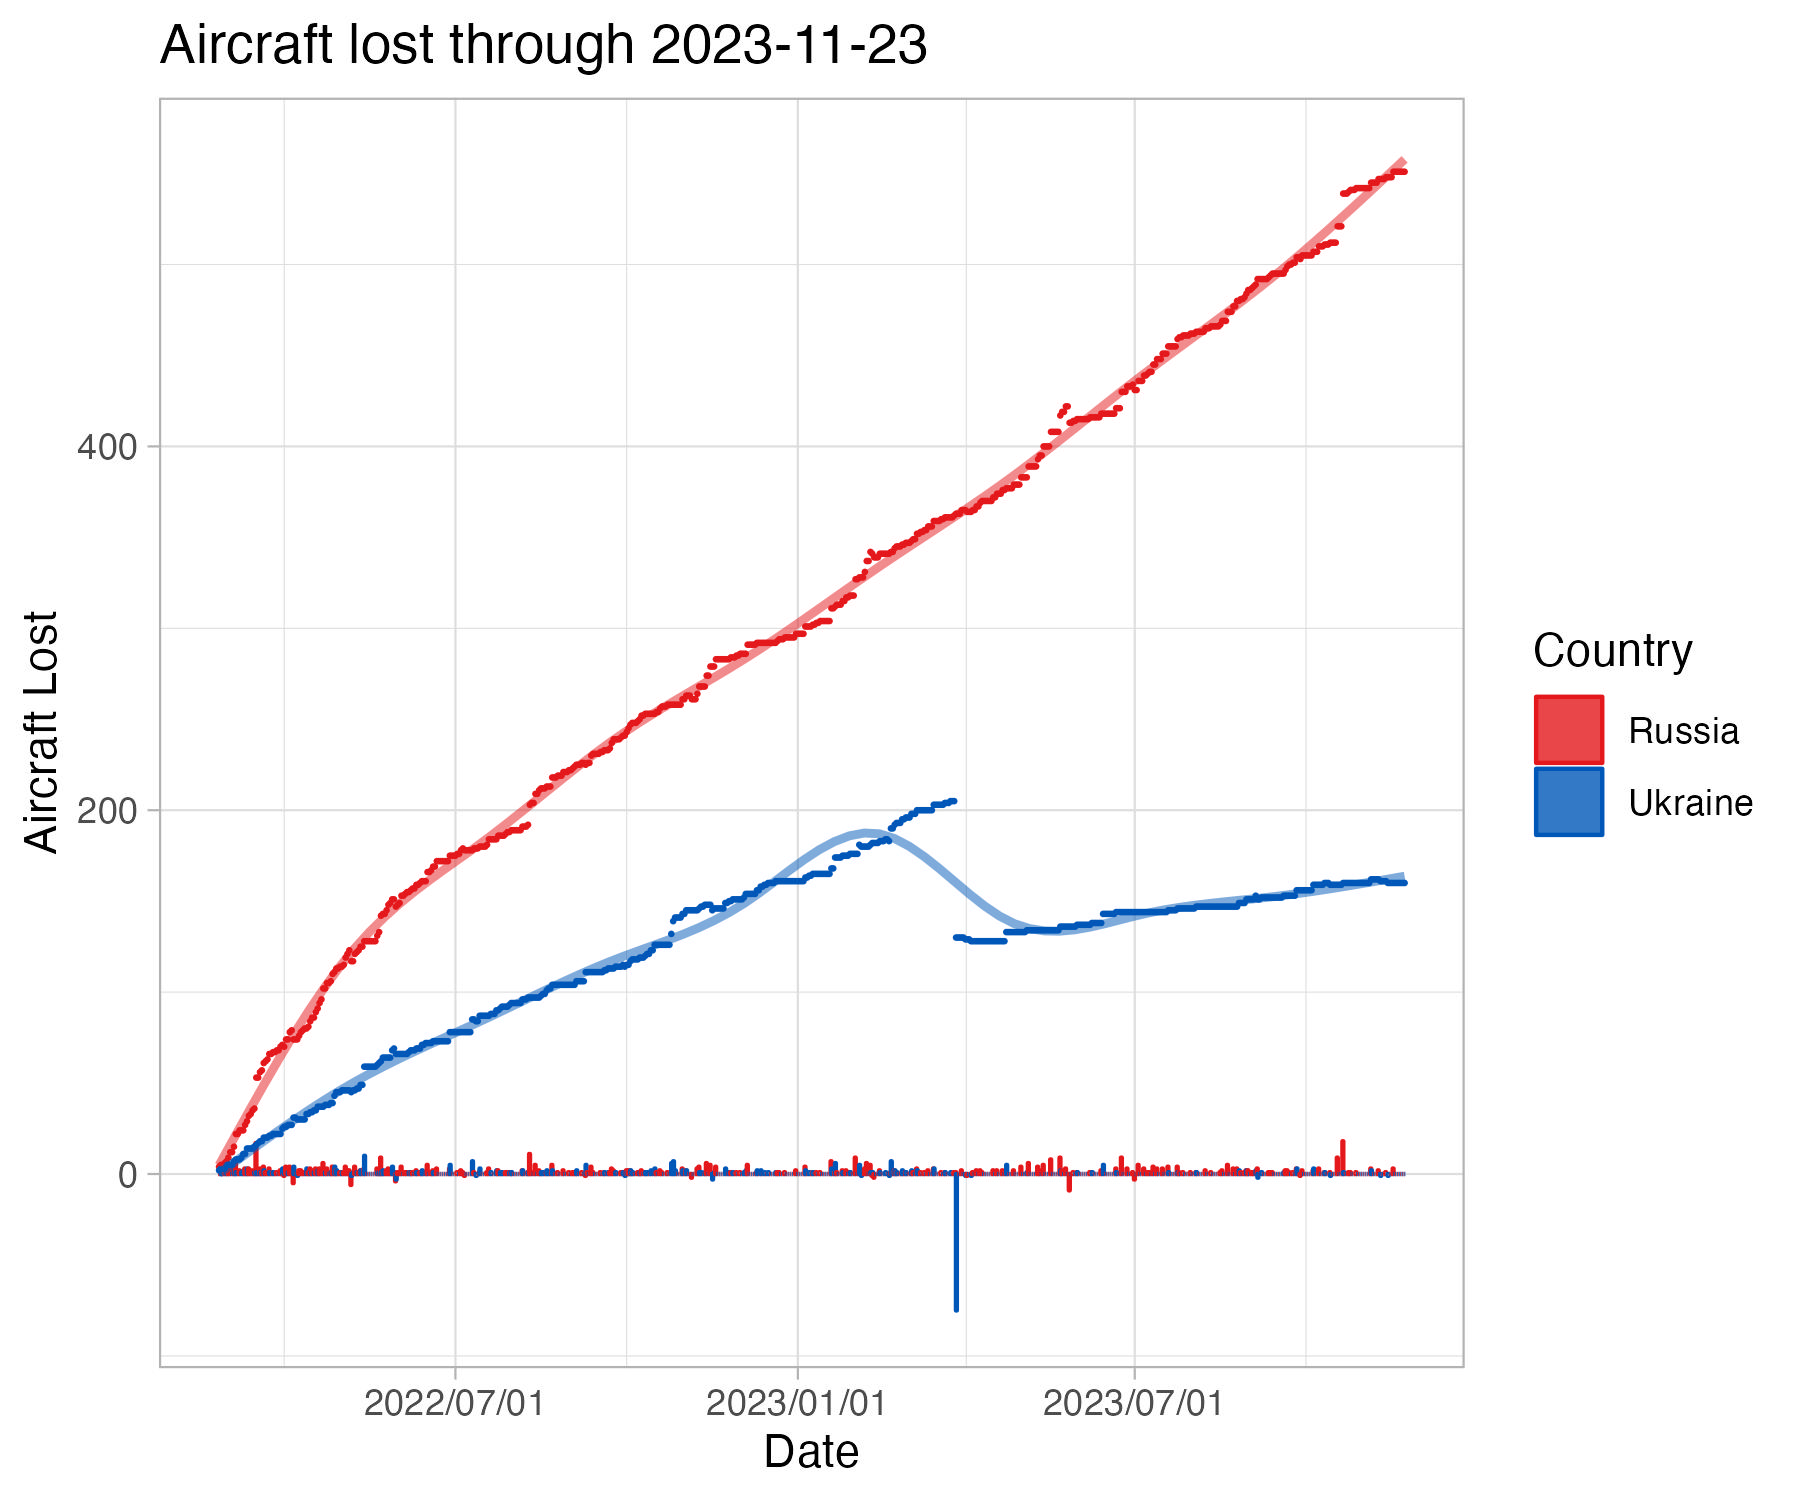 Aircraft lost through 2023-11-23
Aircraft Lost
400
200
0
2022/07/01
2023/01/01
2023/07/01
Date
Country
Russia
Ukraine